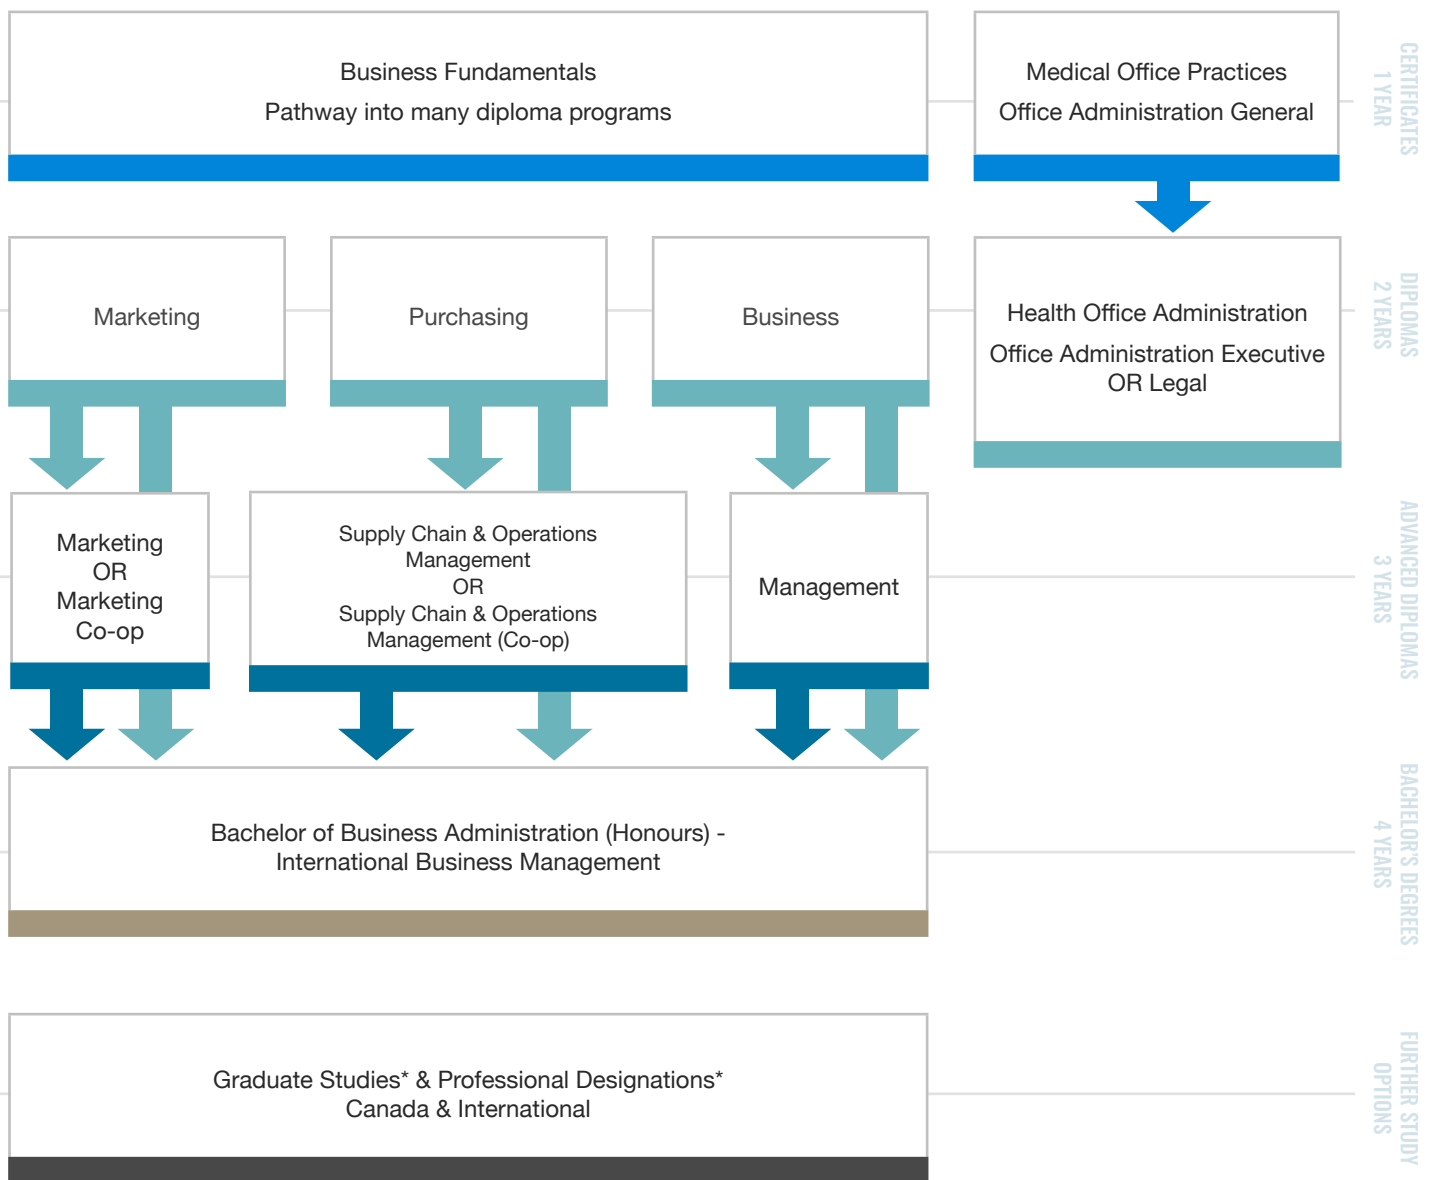 Business Fundamentals
Pathway into many diploma programs
Medical Office Practices
Office Administration General
CERTIFICATES
1 YEAR
Marketing
Purchasing
Business
Health Office Administration
Office Administration Executive
OR Legal
DIPLOMAS
2 YEARS
Marketing
OR
Marketing
Co-op
Supply Chain & Operations
Management
OR
Supply Chain & Operations
Management (Co-op)
Management
ADVANCED DIPLOMAS
3 YEARS
Bachelor of Business Administration (Honours) -
International Business Management
BACHELOR'S DEGREES
4 YEARS
Graduate Studies* & Professional Designations*
Canada & International
FURTHER STUDY
OPTIONS